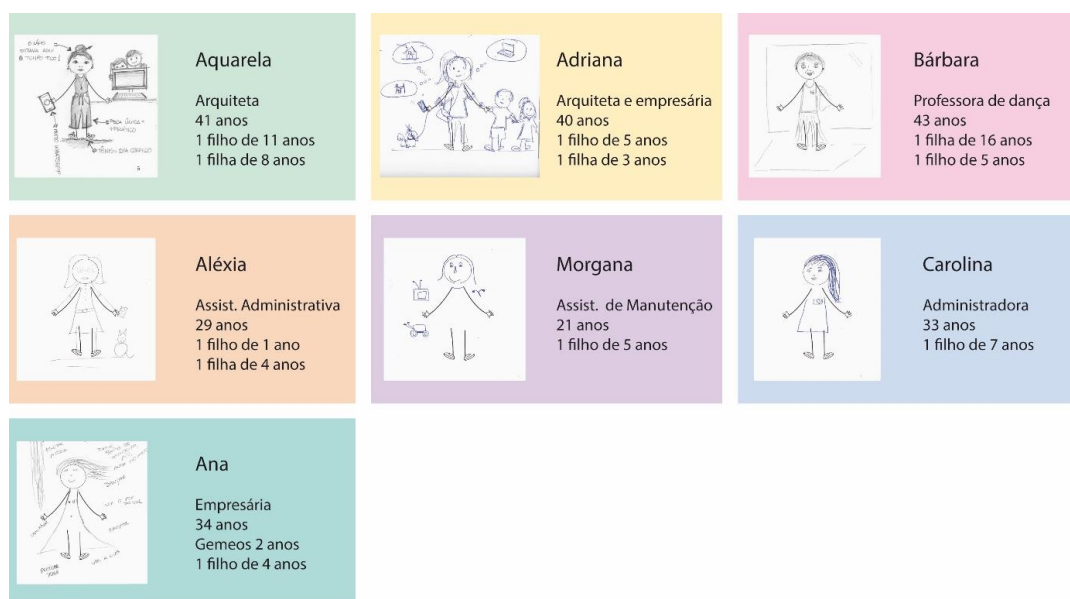 Aquarela
Arquiteta
41 anos
1 filho de 11 anos
1 filha de 8 anos
Adriana
Arquiteta e empresária
40 anos
1 filho de 5 anos
1 filha de 3 anos
Bárbara
Professora de dança
43 anos
1 filha de 16 anos
1 filho de 5 anos
Aléxia
Assist. Administrativa
29 anos
1 filho de 1 ano
1 filha de 4 anos
Morgana
Assist. de Manutenção
21 anos
1 filho de 5 anos
Carolina
Administradora
33 anos
1 filho de 7 anos
Ana
Empresária
34 anos
Gemeos 2 anos
1 filho de 4 anos